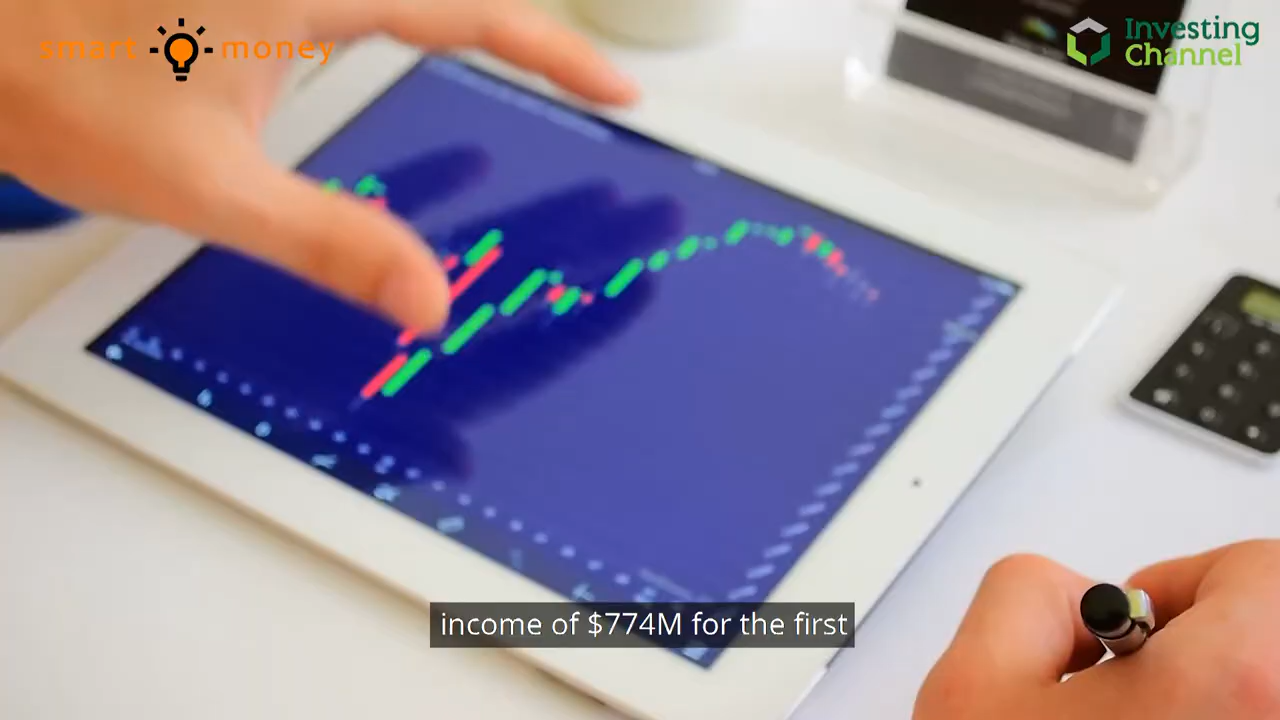 smart money
Investing
Channel
income of $774M for the first